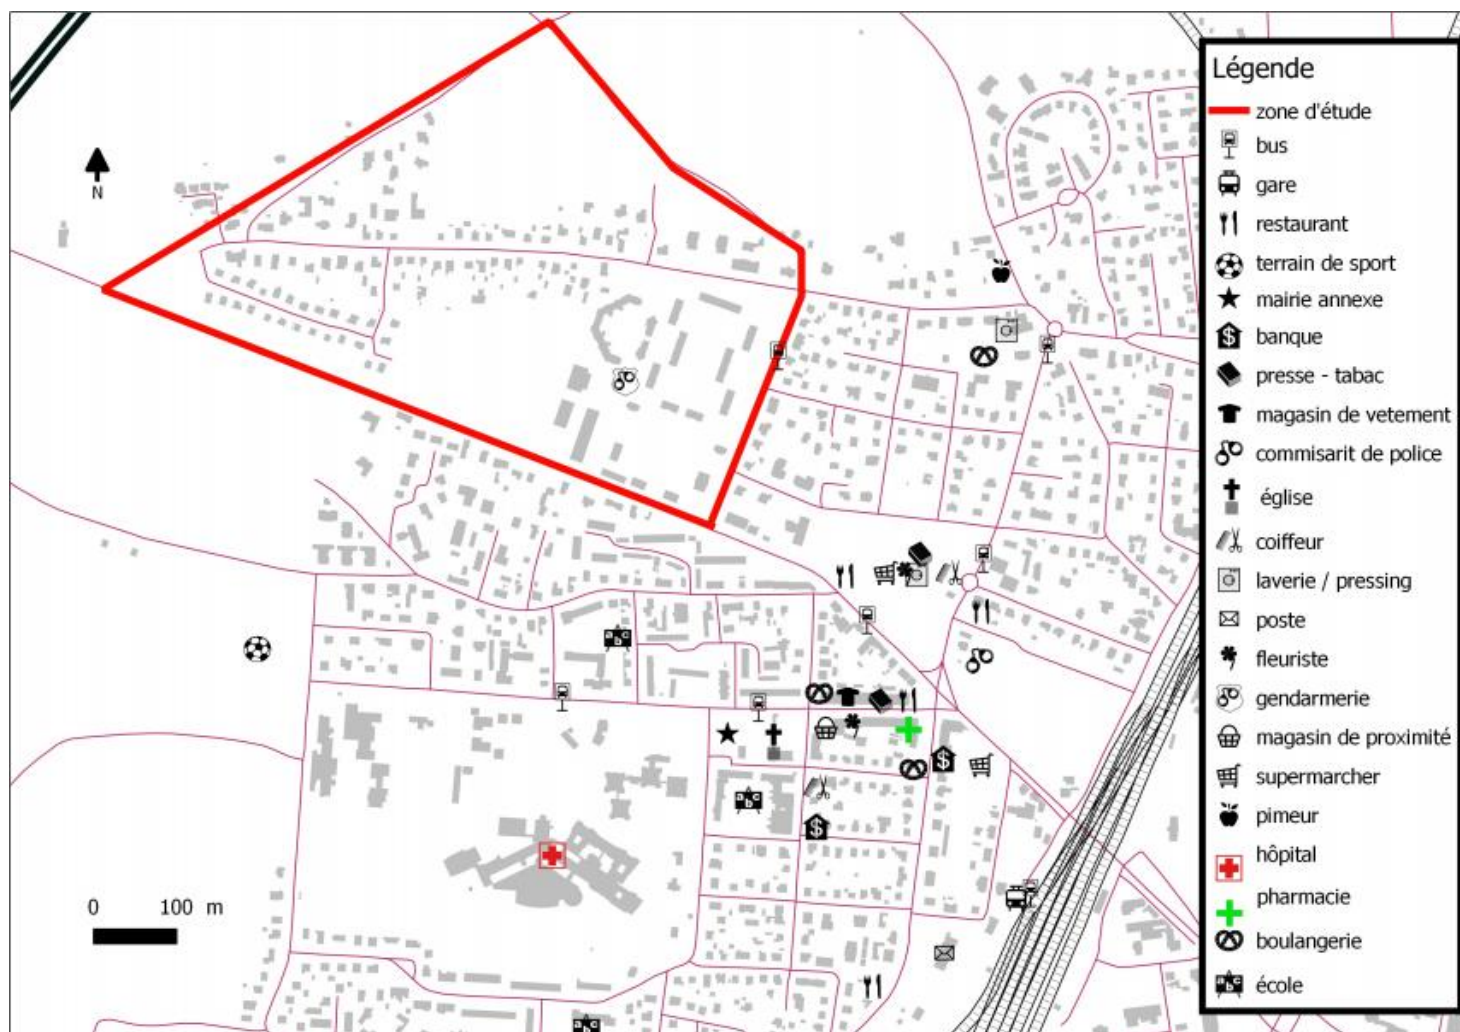 Légende
zone d'étude
bus
gare
restaurant
terrain de sport
mairie annexe
banque
presse - tabac
magasin de vetement
commisarit de police
église
coiffeur
laverie / pressing
poste
fleuriste
gendarmerie
magasin de proximité
supermarcher
pimeur
hôpital
pharmacie
boulangerie
école
N
0 100 m